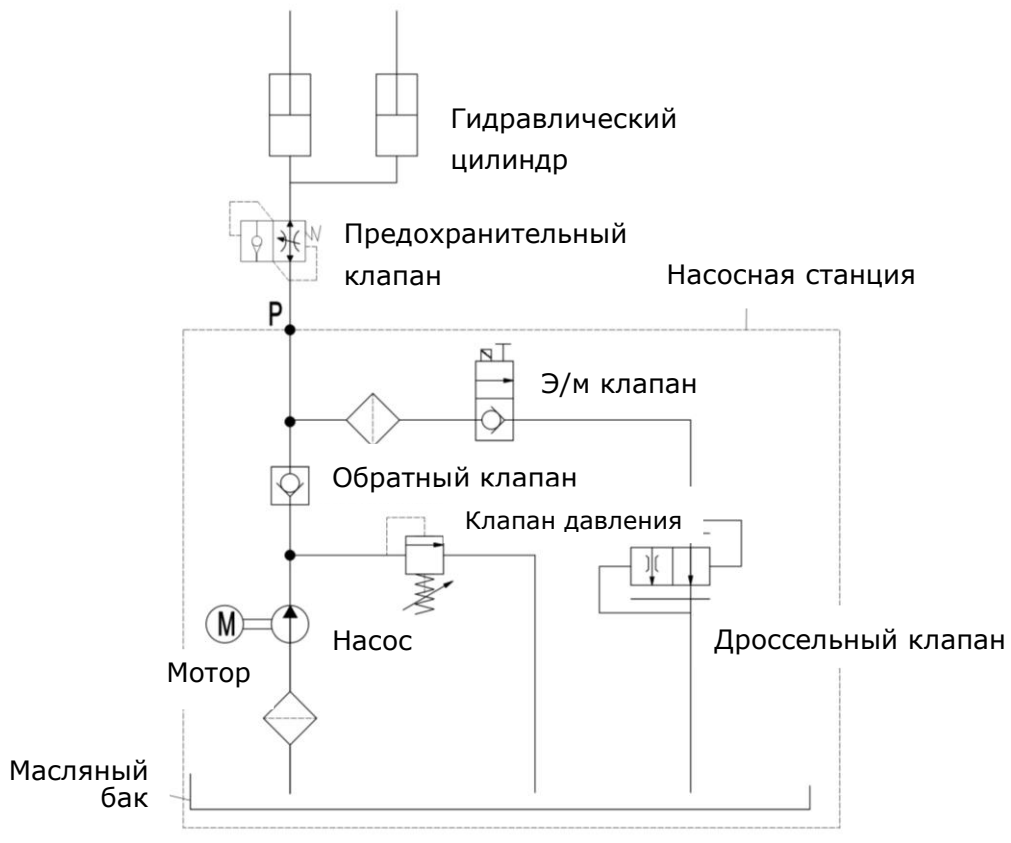 Гидравлический
цилиндр
Предохранительный
клапан
Насосная станция
P
Э/м клапан
Обратный клапан
Клапан давления
M
Насос
Дроссельный клапан
Мотор
Масляный
бак